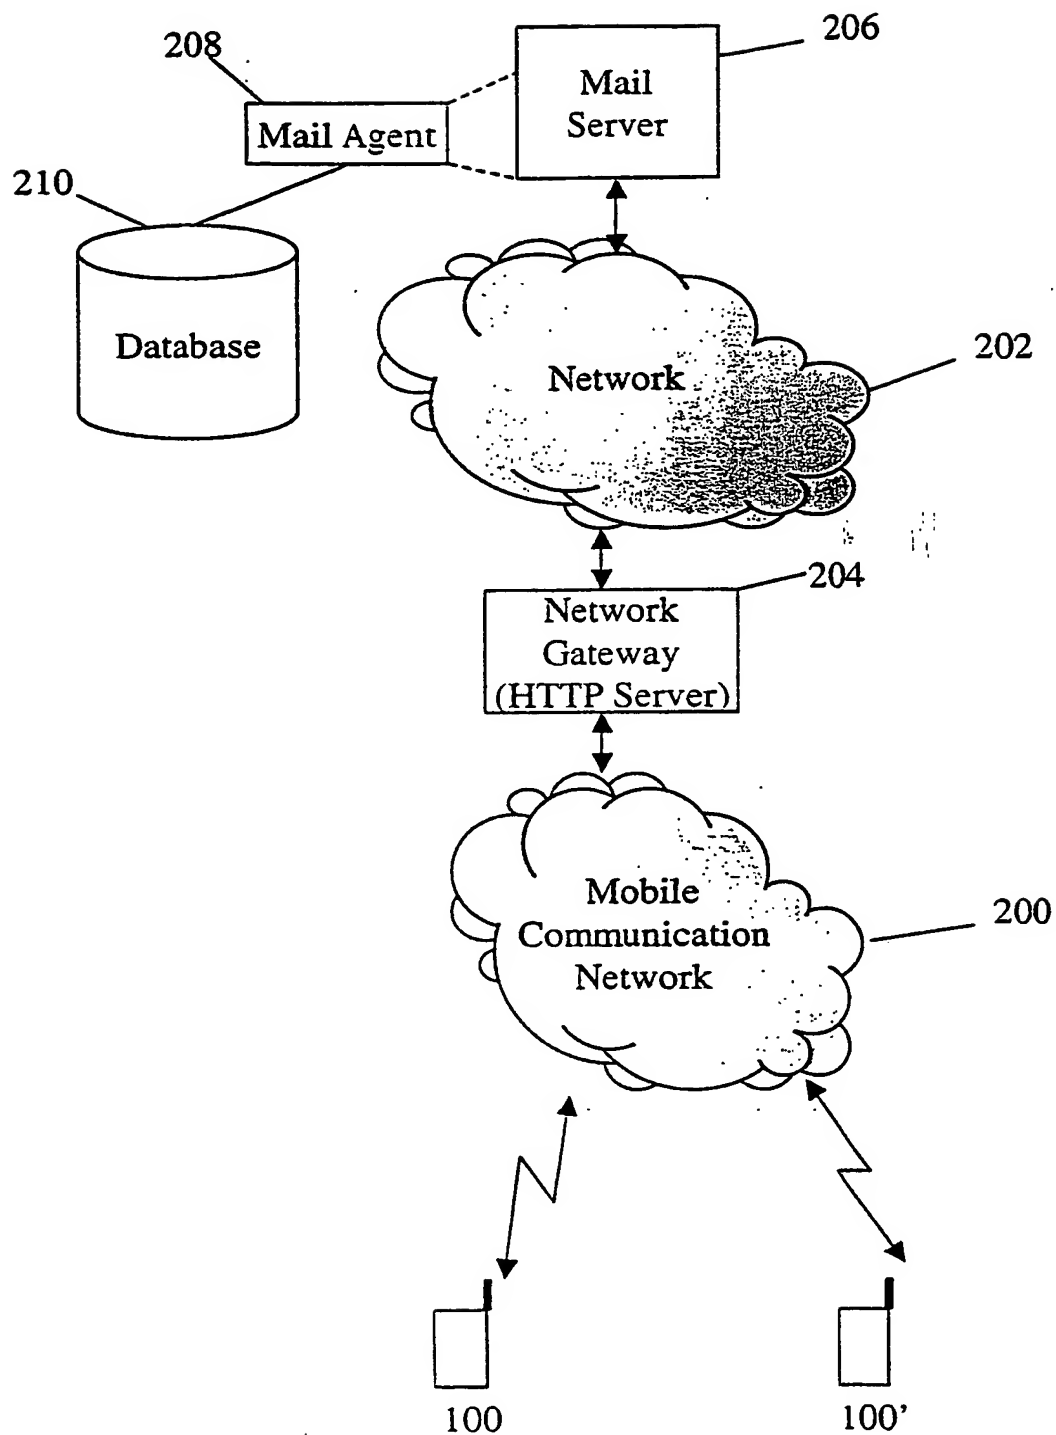 208
206
Mail
Server
Mail Agent
210
Database
Network
202
204
Network
Gateway
(HTTP Server)
Mobile
Communication
Network
200
100
100'